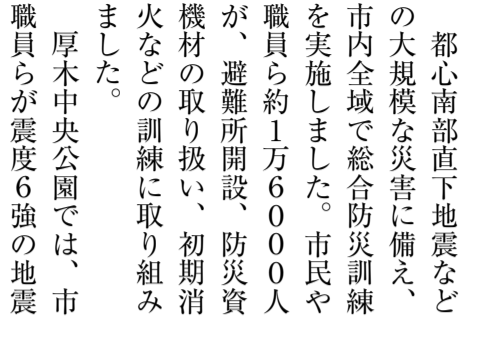 都心南部直下地震など
の大規模な災害に備え、
市内全域で総合防災訓練
を実施しました。市民や
職員ら約１万６０００人
が、避難所開設、防災資
機材の取り扱い、初期消
火などの訓練に取り組み
ました。
　厚木中央公園では、市
職員らが震度６強の地震